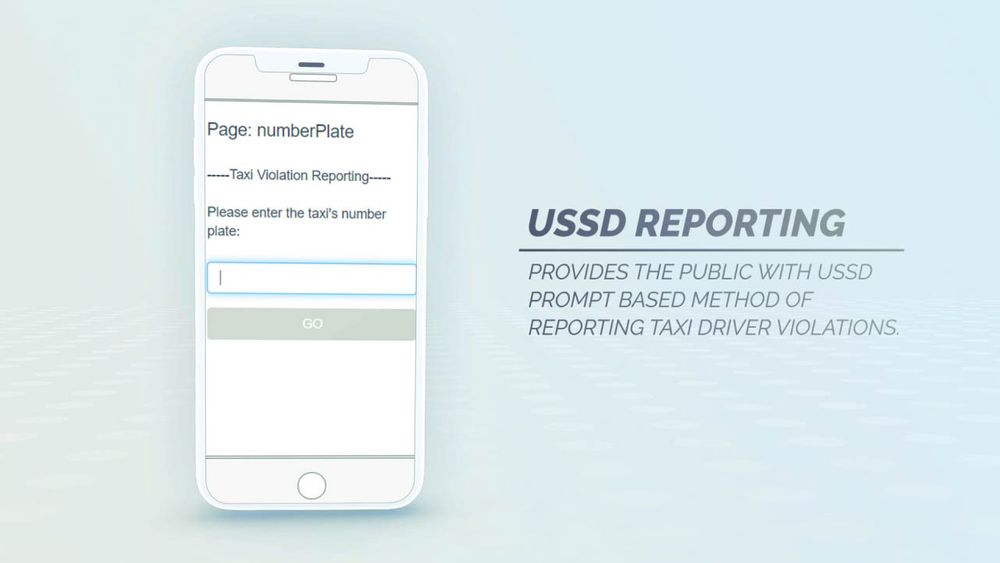 Page: numberPlate
-----Taxi Violation Reporting-----
Please enter the taxi's number
plate:
GO
USSD REPORTING
PROVIDES THE PUBLIC WITH USSD
PROMPT BASED METHOD OF
REPORTING TAXI DRIVER VIOLATIONS.